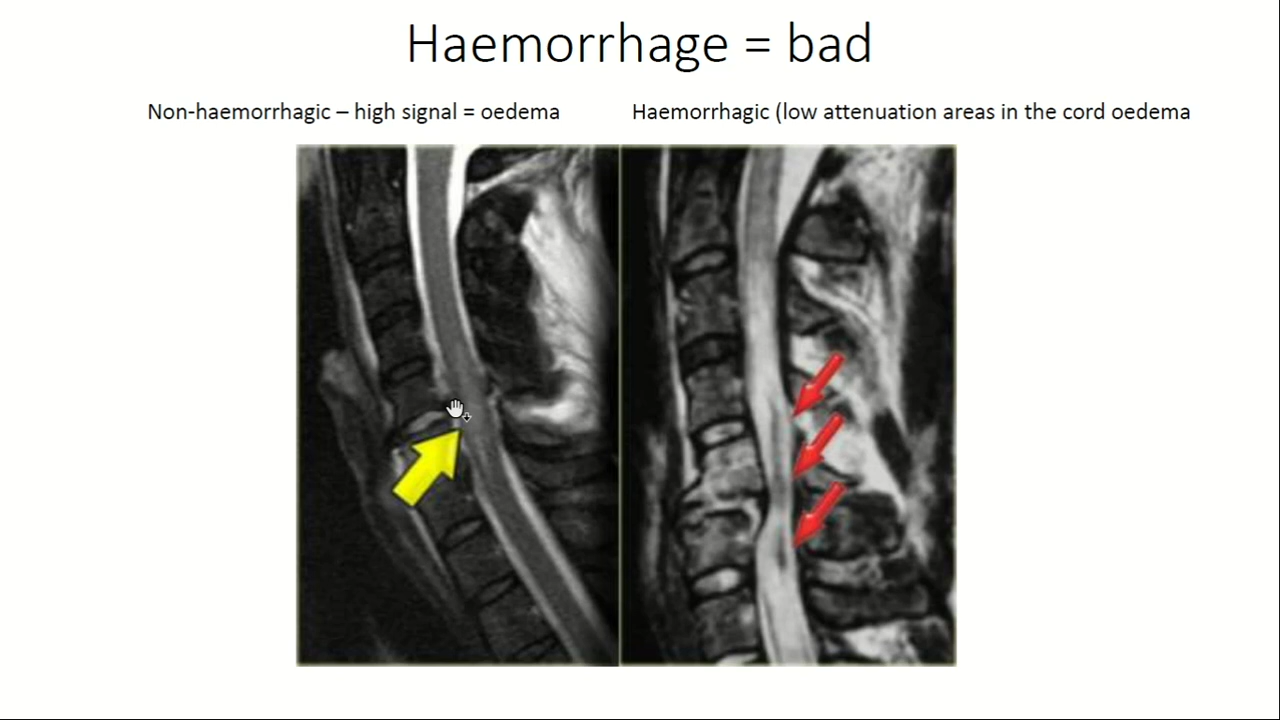 Haemorrhage = bad
Non-haemorrhagic – high signal = oedema
Haemorrhagic (low attenuation areas in the cord oedema